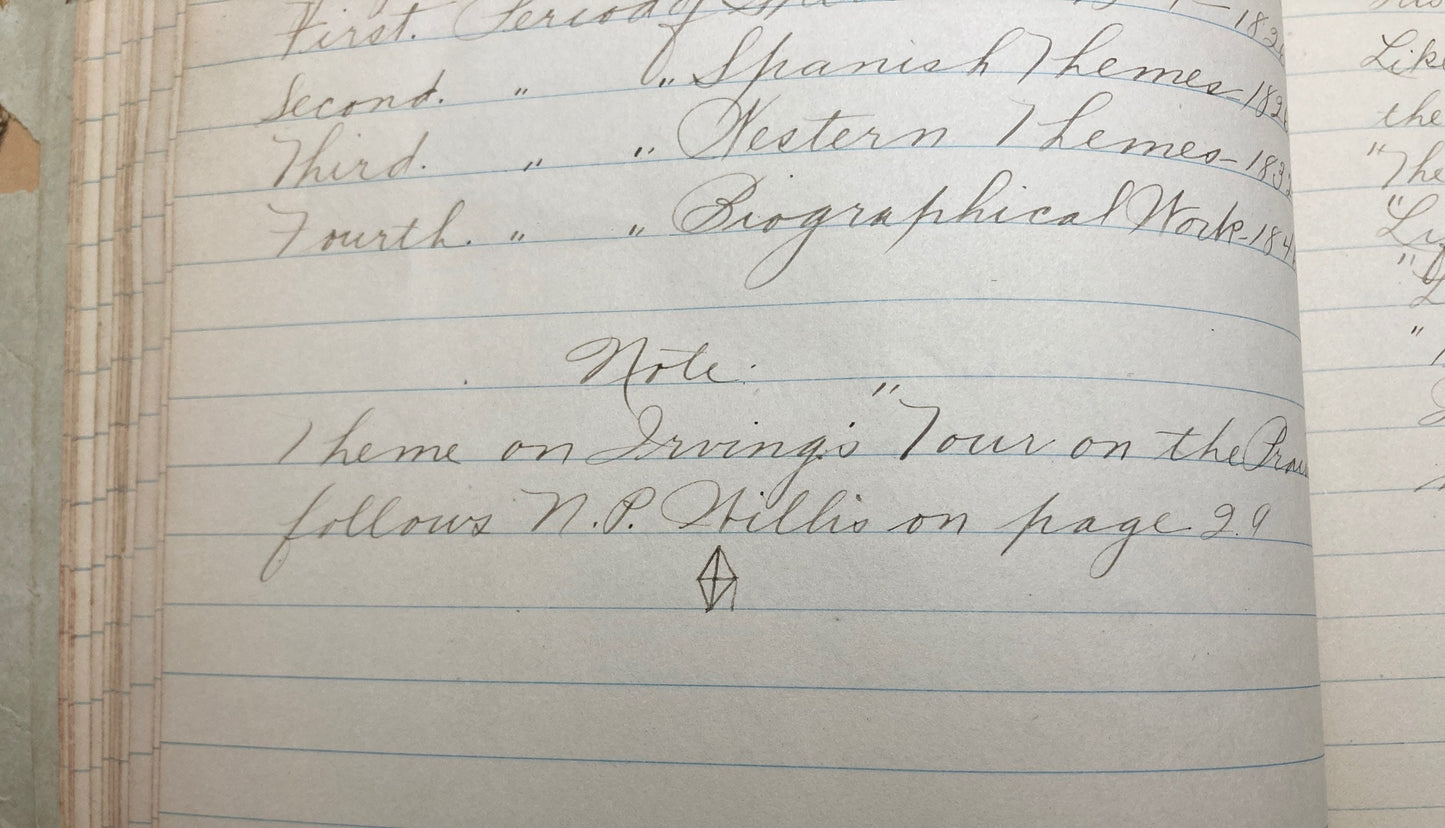 First. Period of
Second. " " Spanish Themes-
Third. " " Western Themes-
Fourth. " " Biographical Work-
Note:
Theme on Irving's "Tour on the
follows N.P. Willis on page 29
the